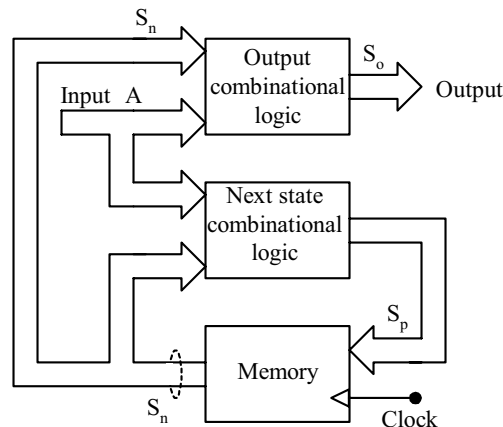 Sn
Output
combinational
logic
So
Output
Input A
Next state
combinational
logic
Sp
Memory
Sn
Clock